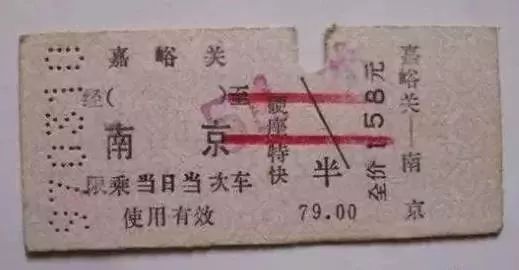 嘉峪关
经( )至
南京
限乘当日当次车
使用有效
硬座特快
半
79.00
全价158元
嘉峪关—南京